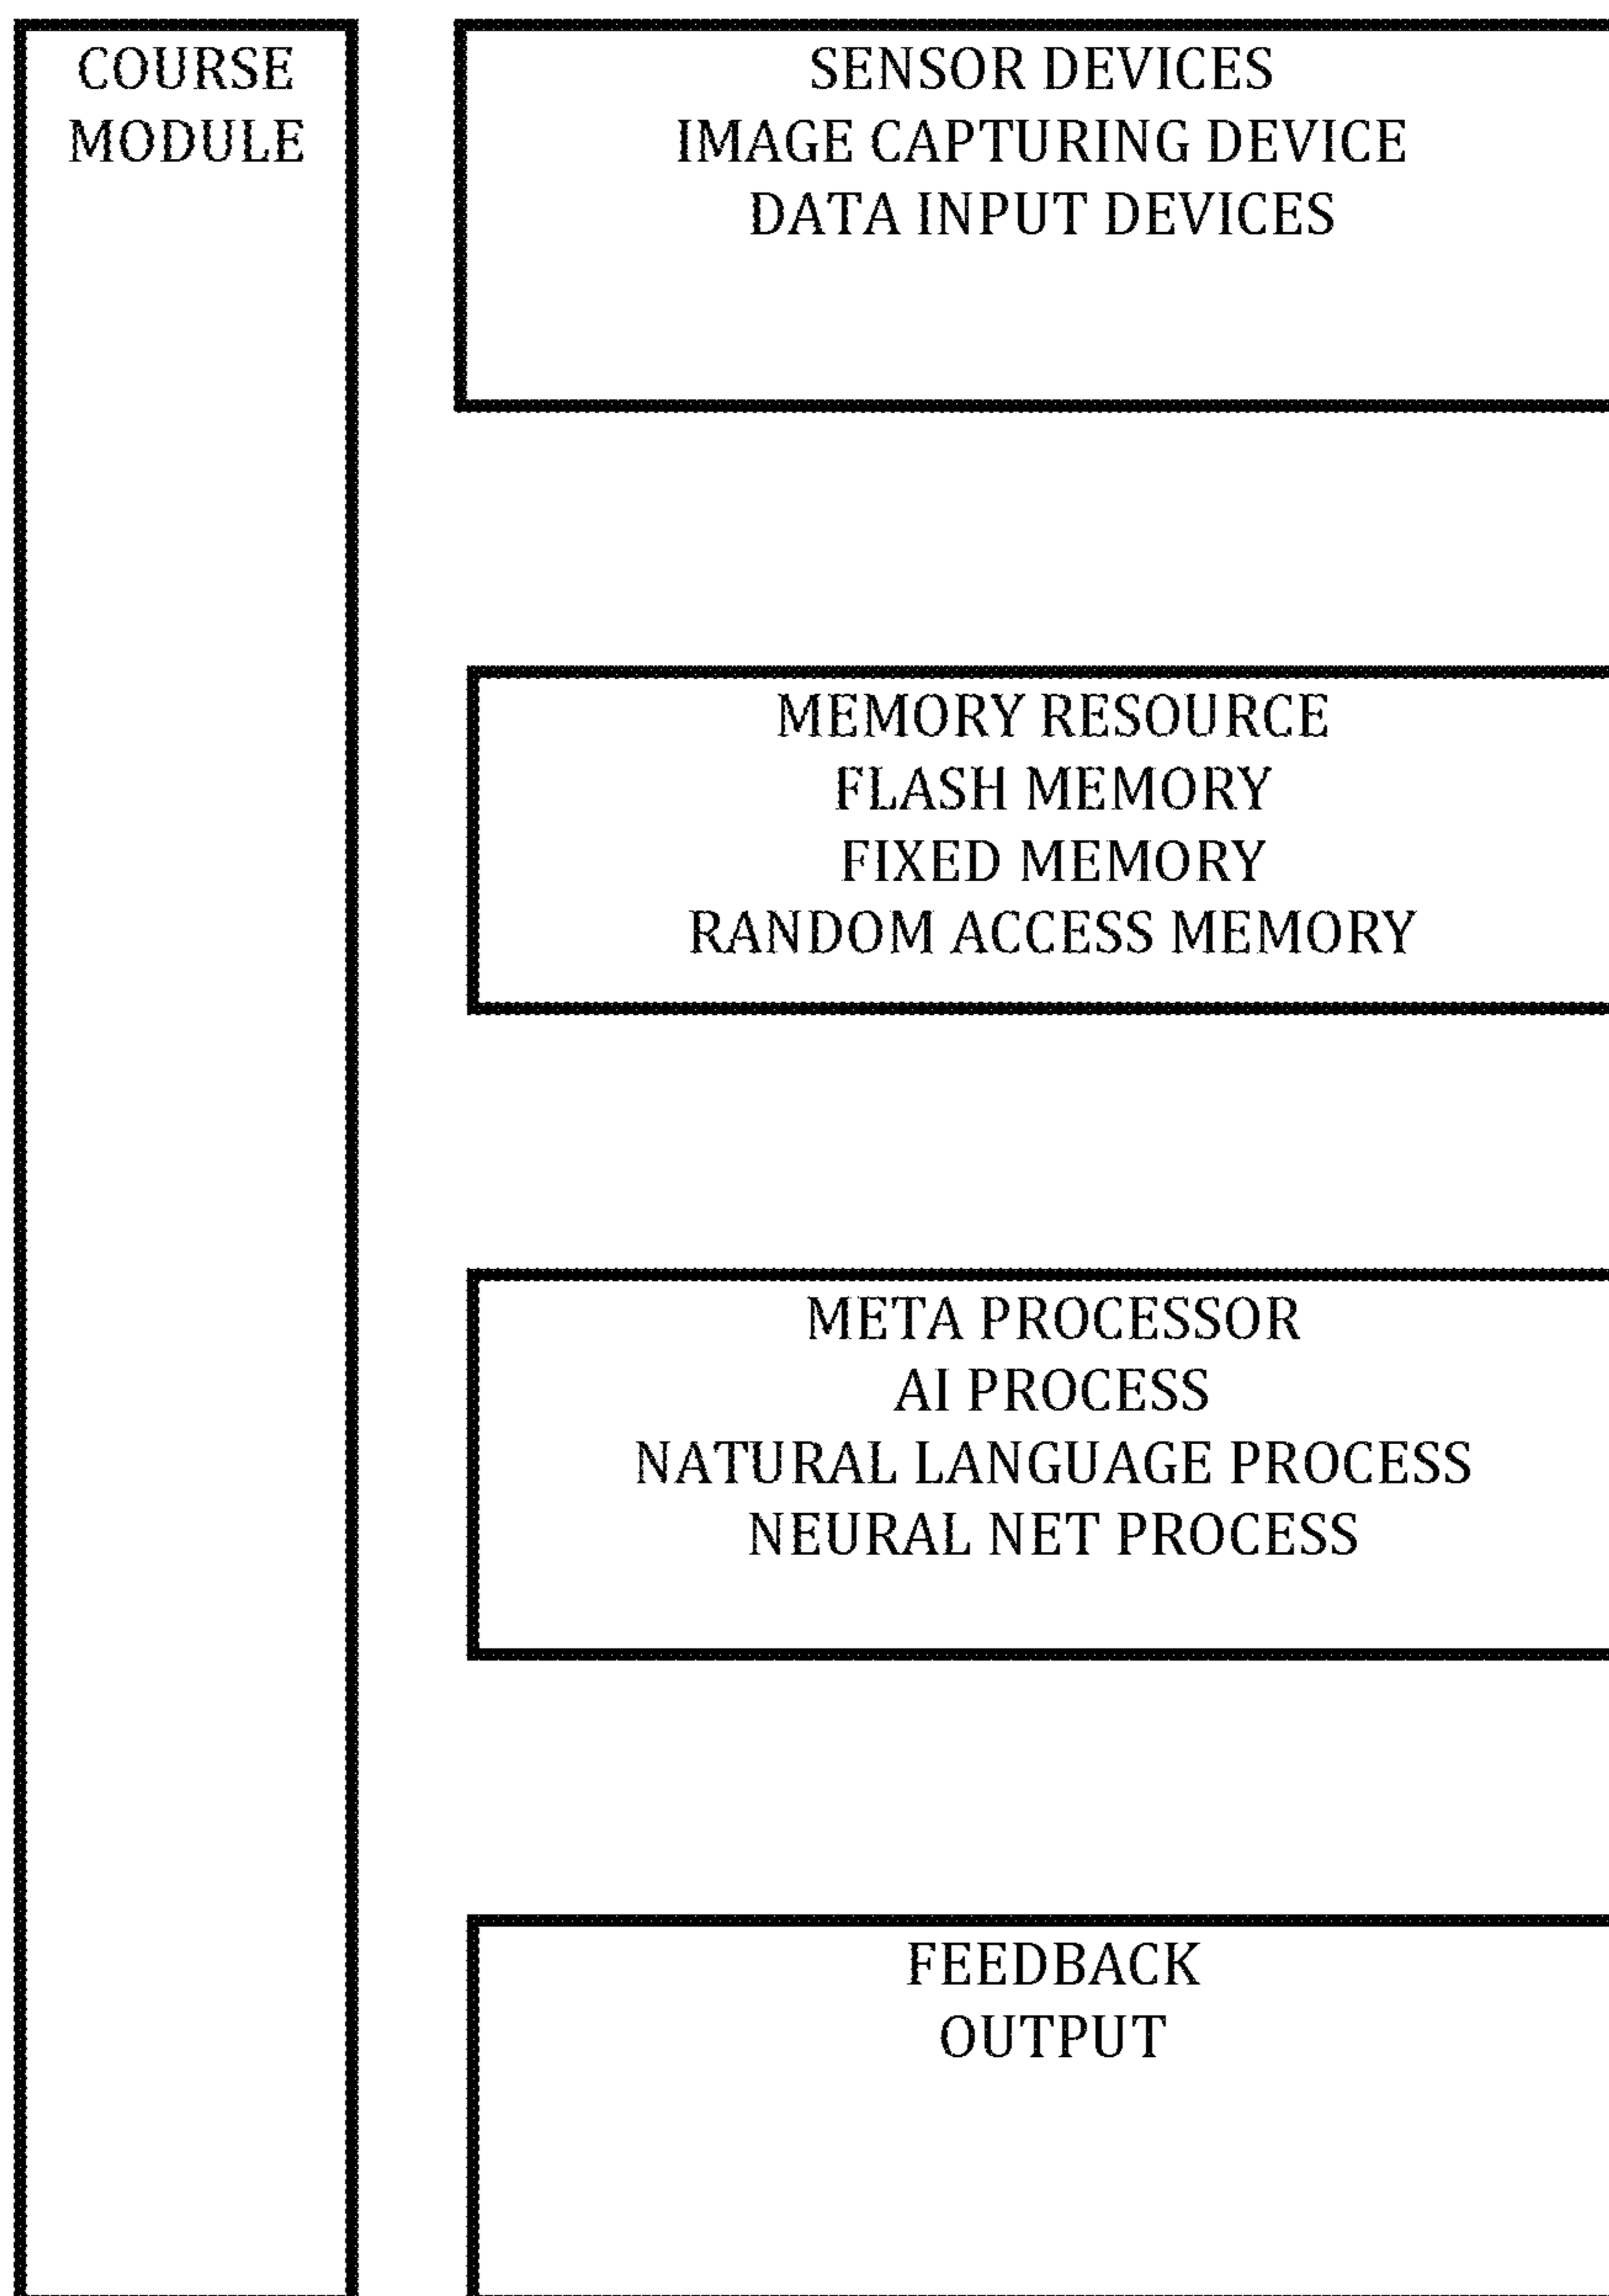 COURSE
MODULE
SENSOR DEVICES
IMAGE CAPTURING DEVICE
DATA INPUT DEVICES
MEMORY RESOURCE
FLASH MEMORY
FIXED MEMORY
RANDOM ACCESS MEMORY
META PROCESSOR
AI PROCESS
NATURAL LANGUAGE PROCESS
NEURAL NET PROCESS
FEEDBACK
OUTPUT